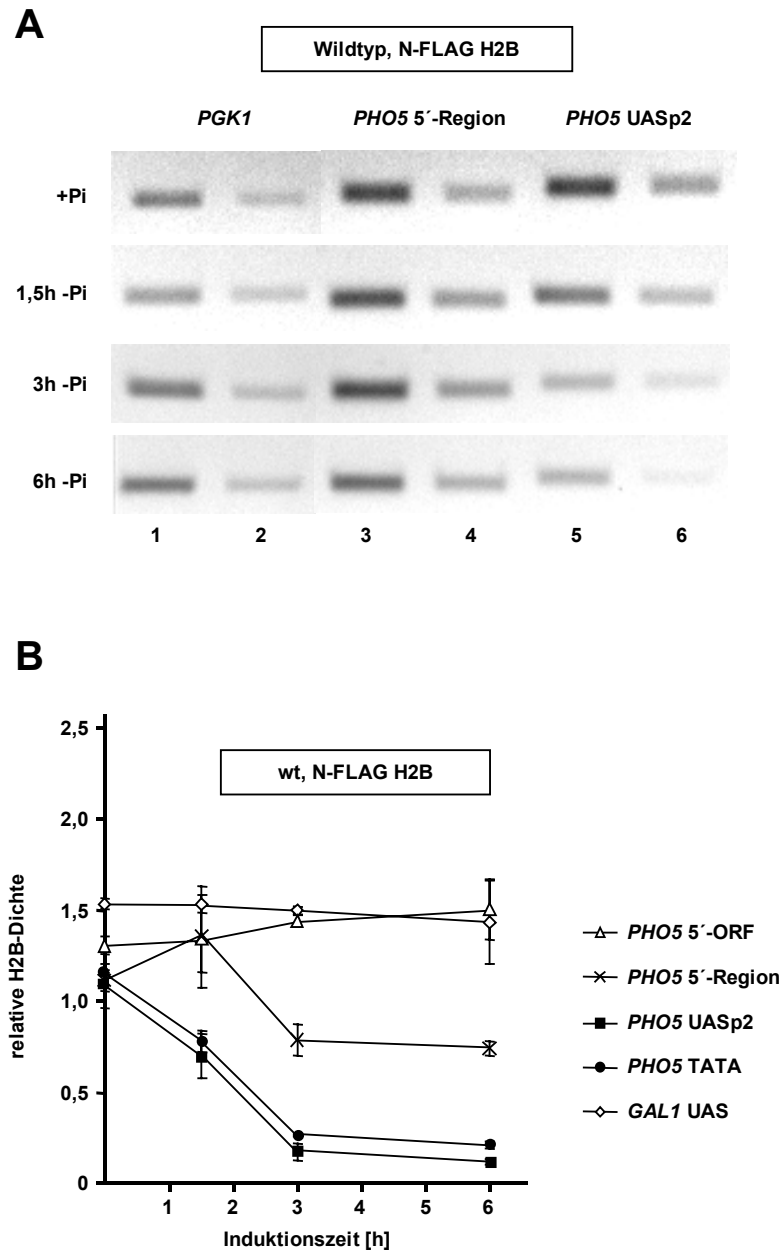 A
Wildtyp, N-FLAG H2B
PGK1 PHO5 5´-Region PHO5 UASp2
+Pi
1,5h -Pi
3h -Pi
6h -Pi
1 2 3 4 5 6
B
2,5
2,0
1,5
1,0
0,5
0
relative H2B-Dichte
wt, N-FLAG H2B
1 2 3 4 5 6
Induktionszeit [h]
PHO5 5´-ORF
PHO5 5´-Region
PHO5 UASp2
PHO5 TATA
GAL1 UAS